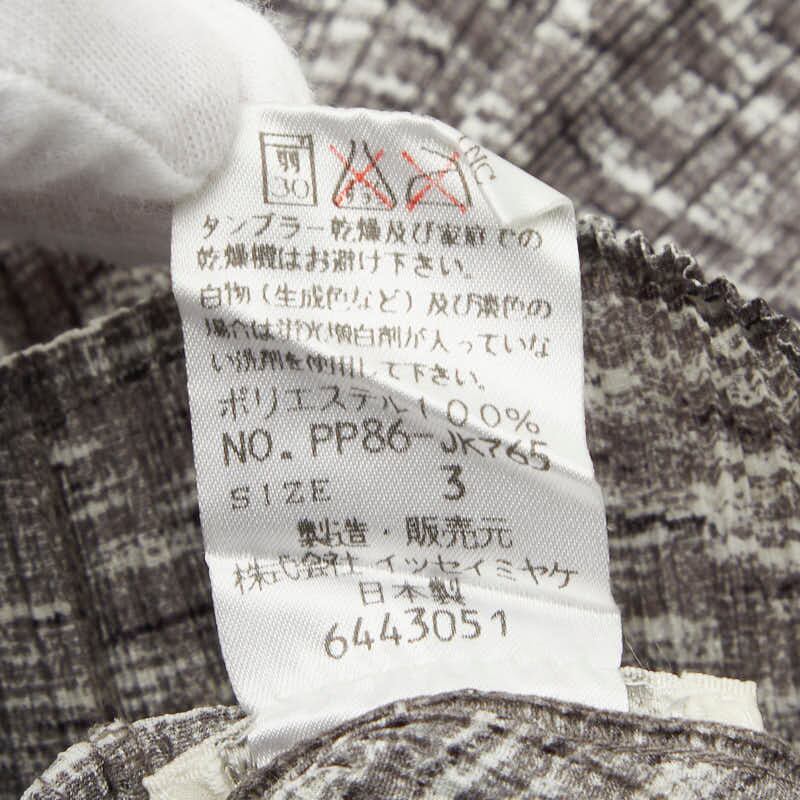 弱
30
タンブラー乾燥及び家庭での
乾燥機はお避け下さい。
白物（生成色など）及び淡色の
場合は蛍光増白剤が入っていな
い洗剤を使用して下さい。
ポリエステル100%
NO. PP86-JK765
SIZE 3
製造・販売元
株式会社イッセイミヤケ
日本製
6443051